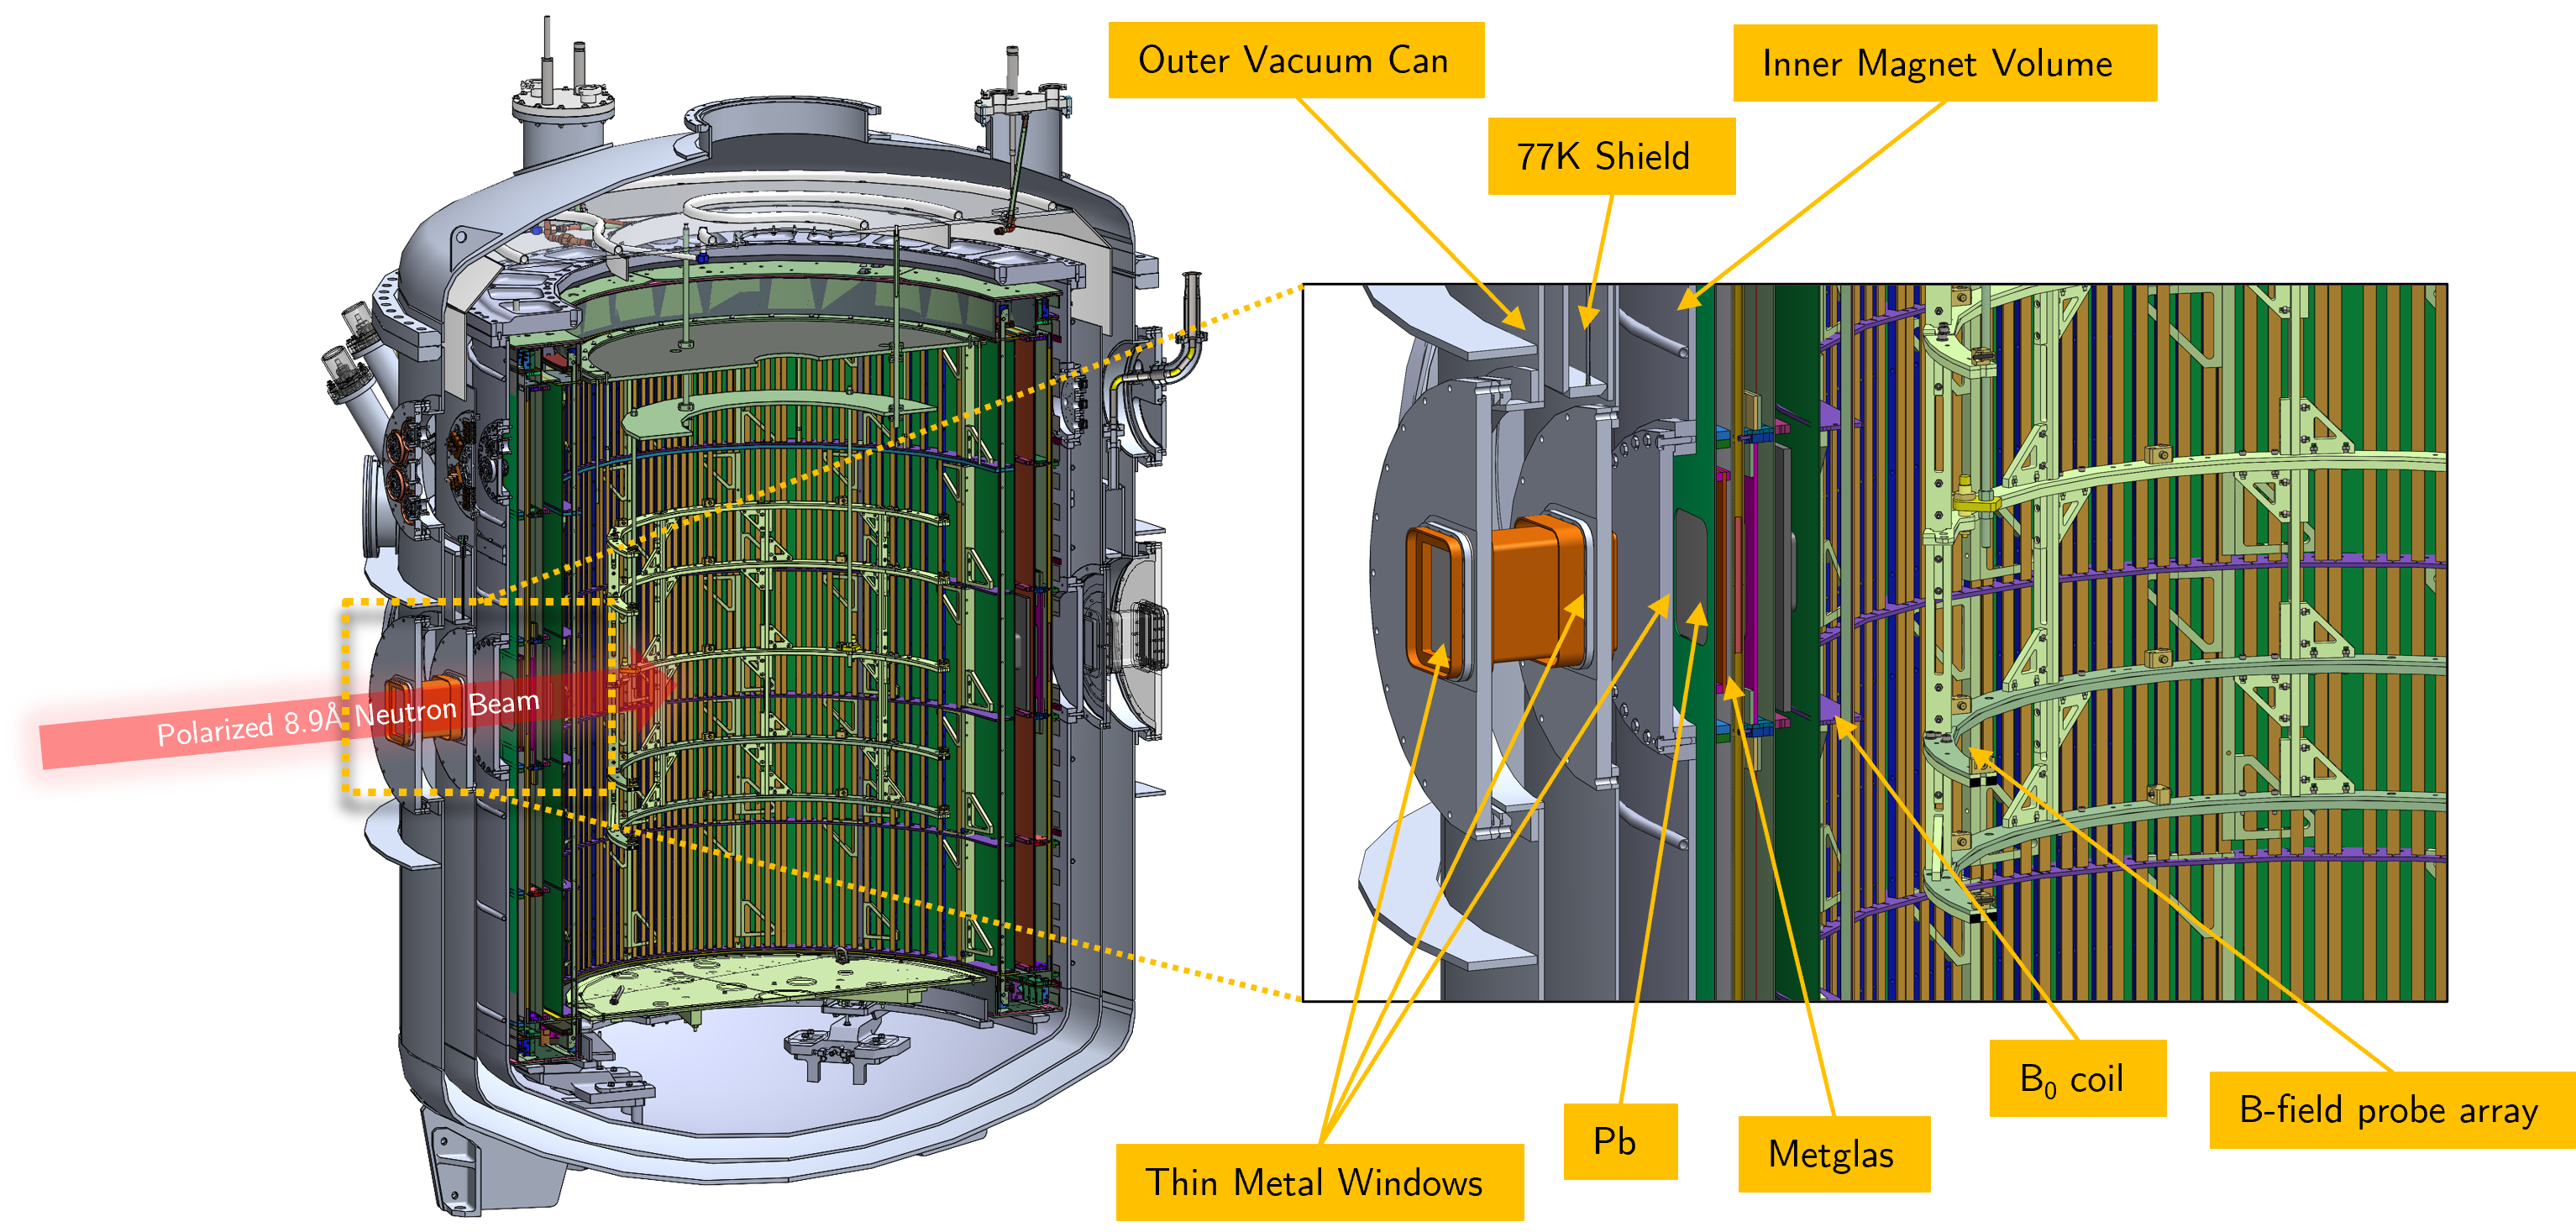 Outer Vacuum Can
Inner Magnet Volume
77K Shield
Polarized 8.9Å Neutron Beam
B₀ coil
B-field probe array
Pb
Metglas
Thin Metal Windows